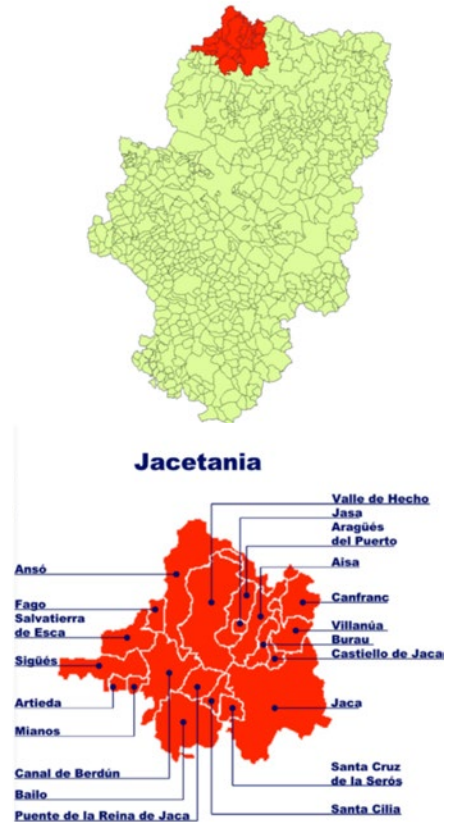 Jacetania
Valle de Hecho
Jasa
Aragüés
del Puerto
Aisa
Ansó
Canfranc
Fago
Salvatierra
de Esca
Villanúa
Burau
Castiello de Jaca
Sigüés
Artieda
Jaca
Mianos
Santa Cruz
de la Serós
Canal de Berdún
Bailo
Santa Cilia
Puente de la Reina de Jaca